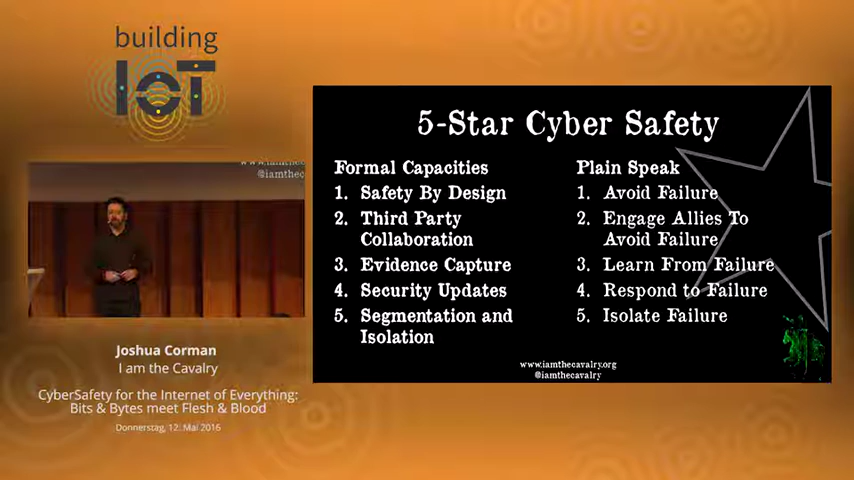 building
IoT
www.iamthec
@iamthec
Joshua Corman
I am the Cavalry
CyberSafety for the Internet of Everything:
Bits & Bytes meet Flesh & Blood
Donnerstag, 12. Mai 2016
5-Star Cyber Safety
Formal Capacities
1. Safety By Design
2. Third Party
Collaboration
3. Evidence Capture
4. Security Updates
5. Segmentation and
Isolation
Plain Speak
1. Avoid Failure
2. Engage Allies To
Avoid Failure
3. Learn From Failure
4. Respond to Failure
5. Isolate Failure
www.iamthecavalry.org
@iamthecavalry